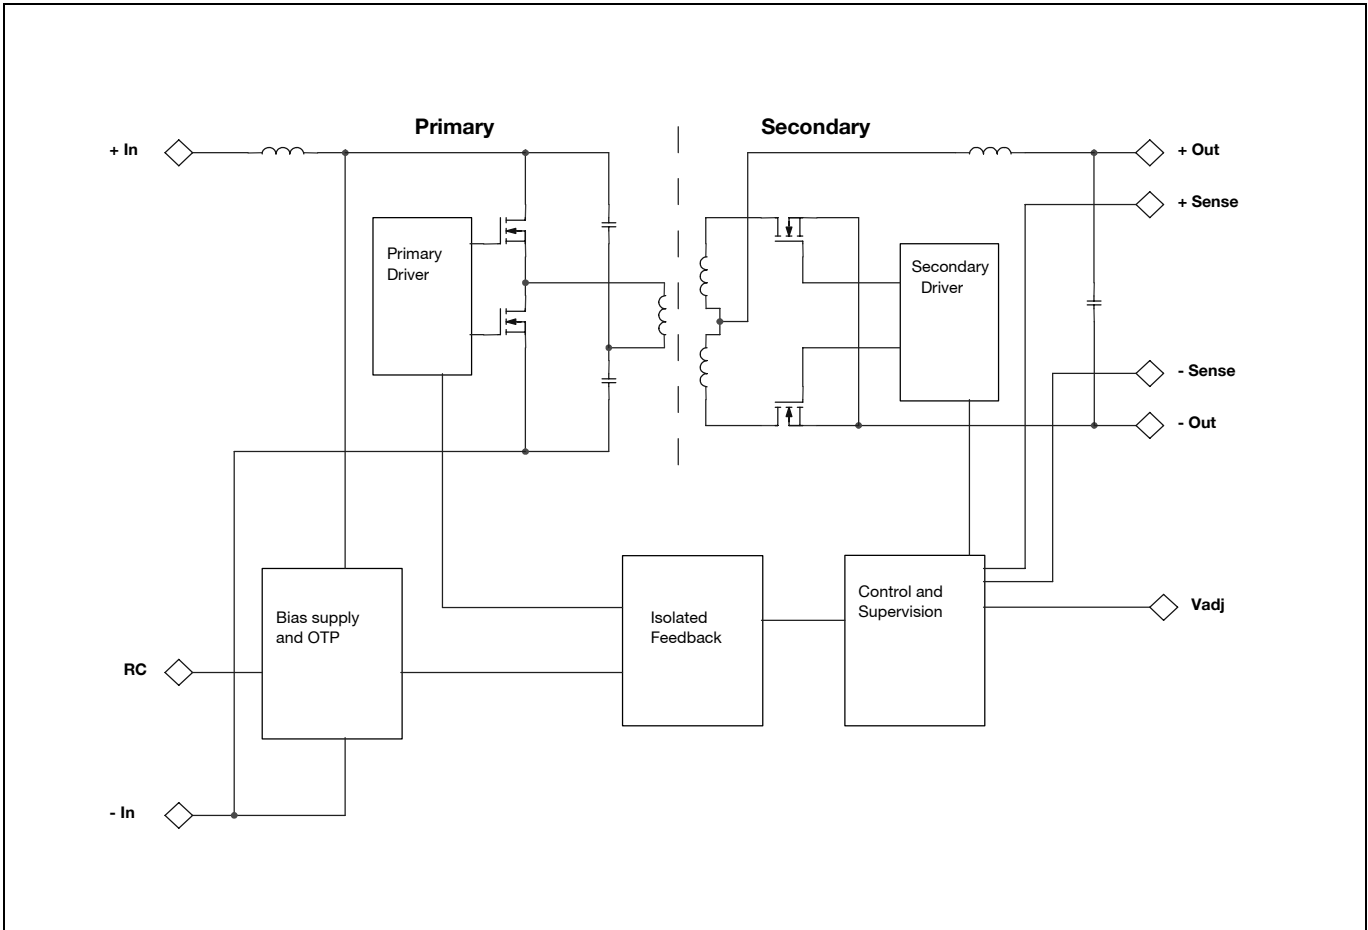 Primary
Secondary
+ In
+ Out
+ Sense
Primary
Driver
Secondary
Driver
- Sense
- Out
Bias supply
and OTP
Isolated
Feedback
Control and
Supervision
Vadj
RC
- In